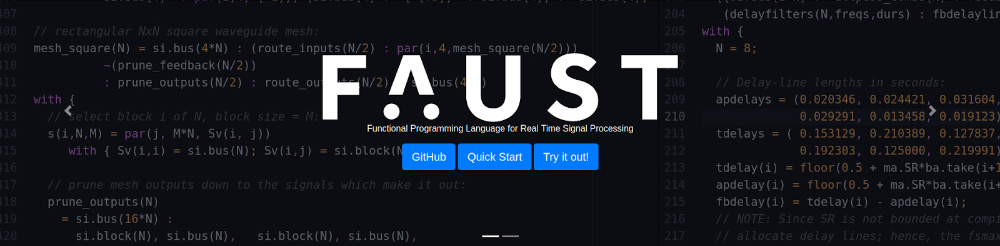 407
408 // rectangular NxN square waveguide mesh:
409 mesh_square(N) = si.bus(4*N) : (route_inputs(N/2) : par(i,4,mesh_square(N/2)))
410 ~(prune_feedback(N/2))
411 : prune_outputs(N/2) : route_outputs(N/2) : si.bus(4*N)
412 with {
413 // select block i of N, block size = M:
414 s(i,N,M) = par(j, M*N, Sv(i, j))
415 with { Sv(i,i) = si.bus(N); Sv(i,j) = si.block(N
416
417 // prune mesh outputs down to the signals which make it out:
418 prune_outputs(N)
419 = si.bus(16*N) :
420 si.block(N), si.bus(N), si.block(N), si.bus(N),
FAUST
Functional Programming Language for Real Time Signal Processing
GitHub
Quick Start
Try it out!
204 (delayfilters(N,freqs,durs) : fbdelaylin
205 with {
206 N = 8;
208 // Delay-line lengths in seconds:
209 apdelays = (0.020346, 0.024421, 0.031604,
210 0.029291, 0.013458, 0.019123)
211 tdelays = ( 0.153129, 0.210389, 0.127837,
212 0.192303, 0.125000, 0.219991)
213 tdelay(i) = floor(0.5 + ma.SR*ba.take(i+1
214 apdelay(i) = floor(0.5 + ma.SR*ba.take(i+
215 fbdelay(i) = tdelay(i) - apdelay(i);
216 // NOTE: Since SR is not bounded at compi
217 // allocate delay lines; hence, the fsmax